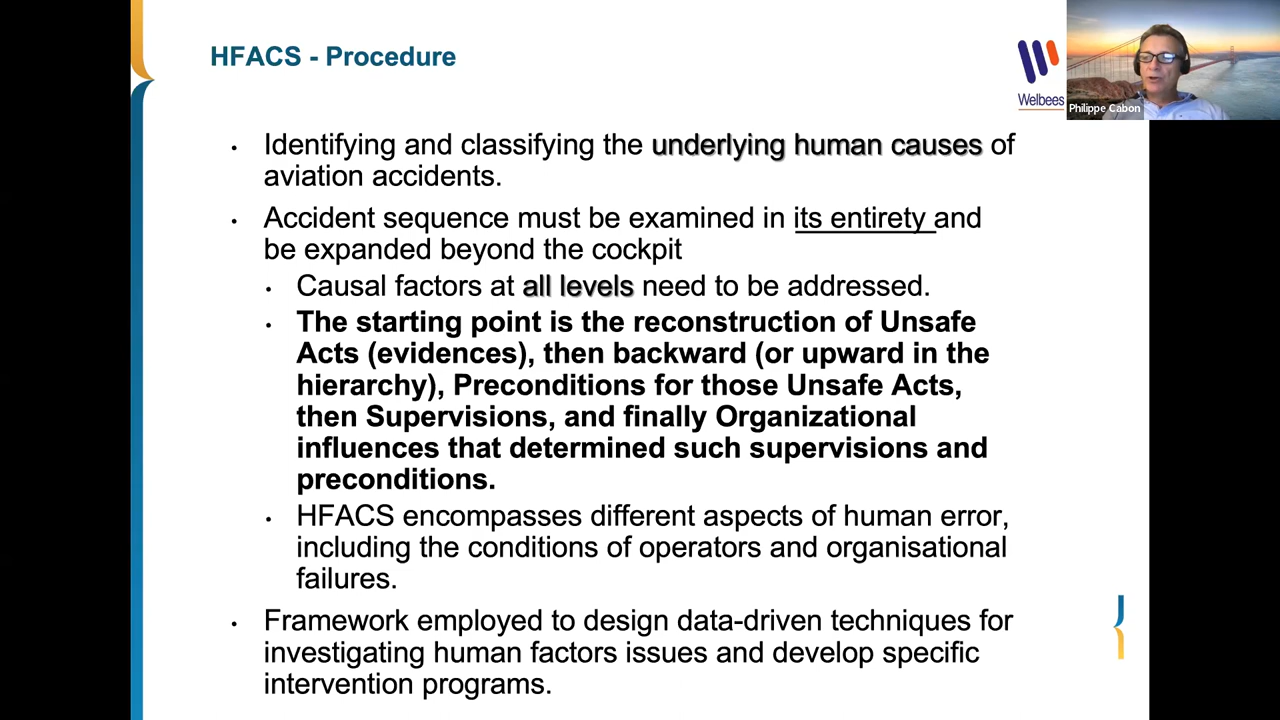 HFACS - Procedure
Welbees
Philippe Cabon
• Identifying and classifying the underlying human causes of
aviation accidents.
• Accident sequence must be examined in its entirety and
be expanded beyond the cockpit
• Causal factors at all levels need to be addressed.
• The starting point is the reconstruction of Unsafe
Acts (evidences), then backward (or upward in the
hierarchy), Preconditions for those Unsafe Acts,
then Supervisions, and finally Organizational
influences that determined such supervisions and
preconditions.
• HFACS encompasses different aspects of human error,
including the conditions of operators and organisational
failures.
• Framework employed to design data-driven techniques for
investigating human factors issues and develop specific
intervention programs.